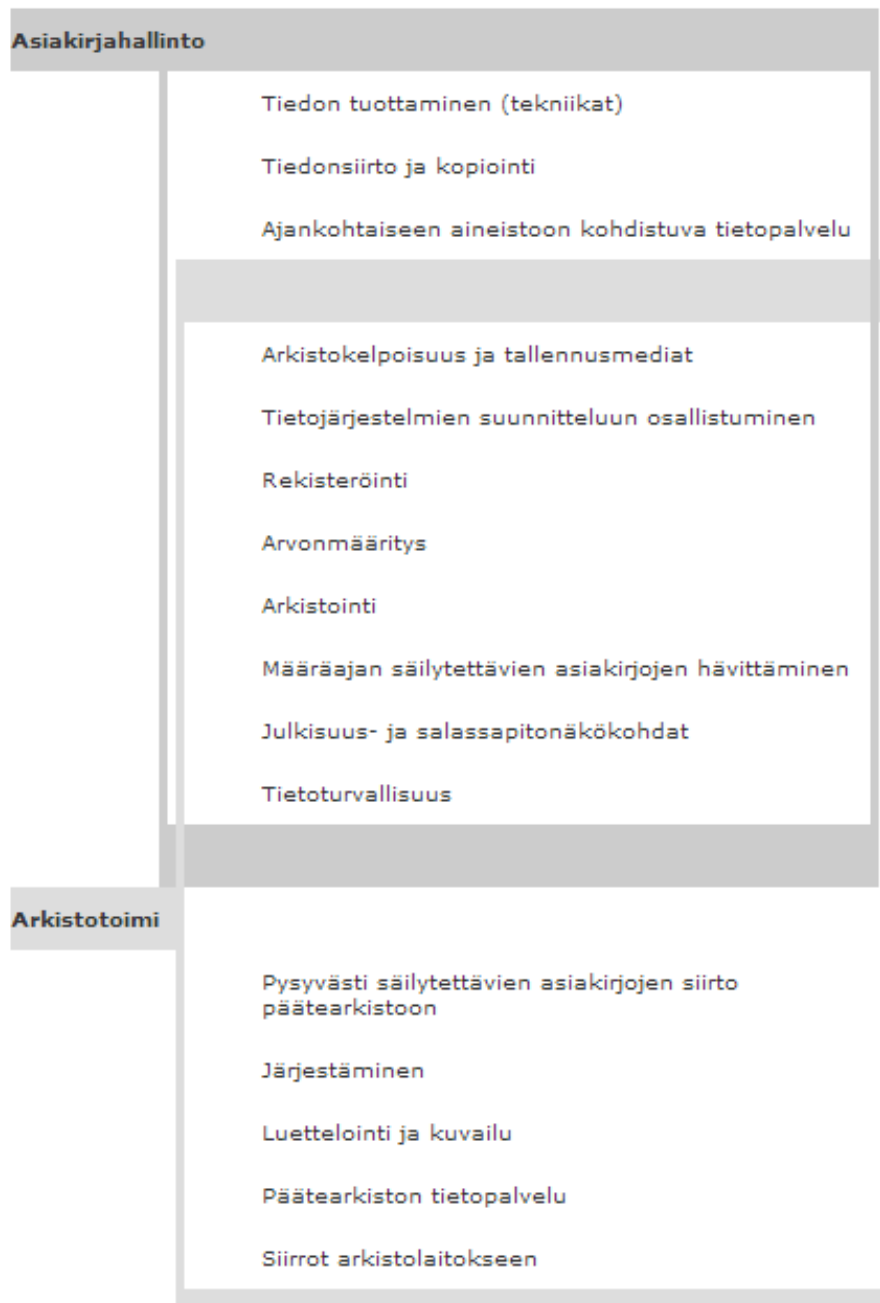 Asiakirjahallinto
Tiedon tuottaminen (tekniikat)
Tiedonsiirto ja kopiointi
Ajankohtaiseen aineistoon kohdistuva tietopalvelu
Arkistokelpoisuus ja tallennusmediat
Tietojärjestelmien suunnitteluun osallistuminen
Rekisteröinti
Arvonmääritys
Arkistointi
Määräajan säilytettävien asiakirjojen hävittäminen
Julkisuus- ja salassapitonäkökohdat
Tietoturvallisuus
Arkistotoimi
Pysyvästi säilytettävien asiakirjojen siirto
päätearkistoon
Järjestäminen
Luettelointi ja kuvailu
Päätearkiston tietopalvelu
Siirrot arkistolaitokseen